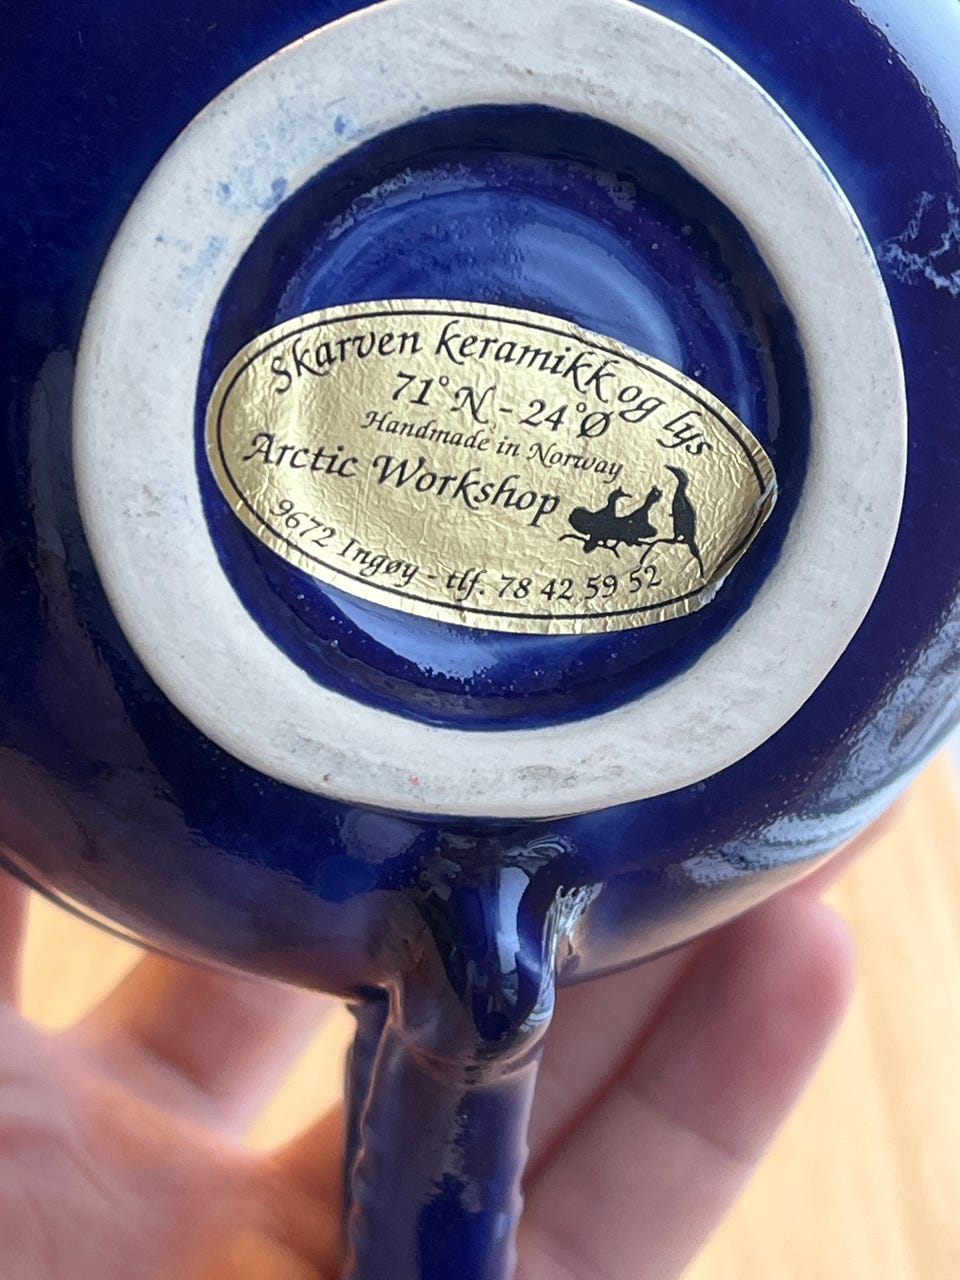 Skarven keramikk og lys
71° N - 24° Ø
Handmade in Norway
Arctic Workshop
9672 Ingøy - tlf. 78 42 59 52